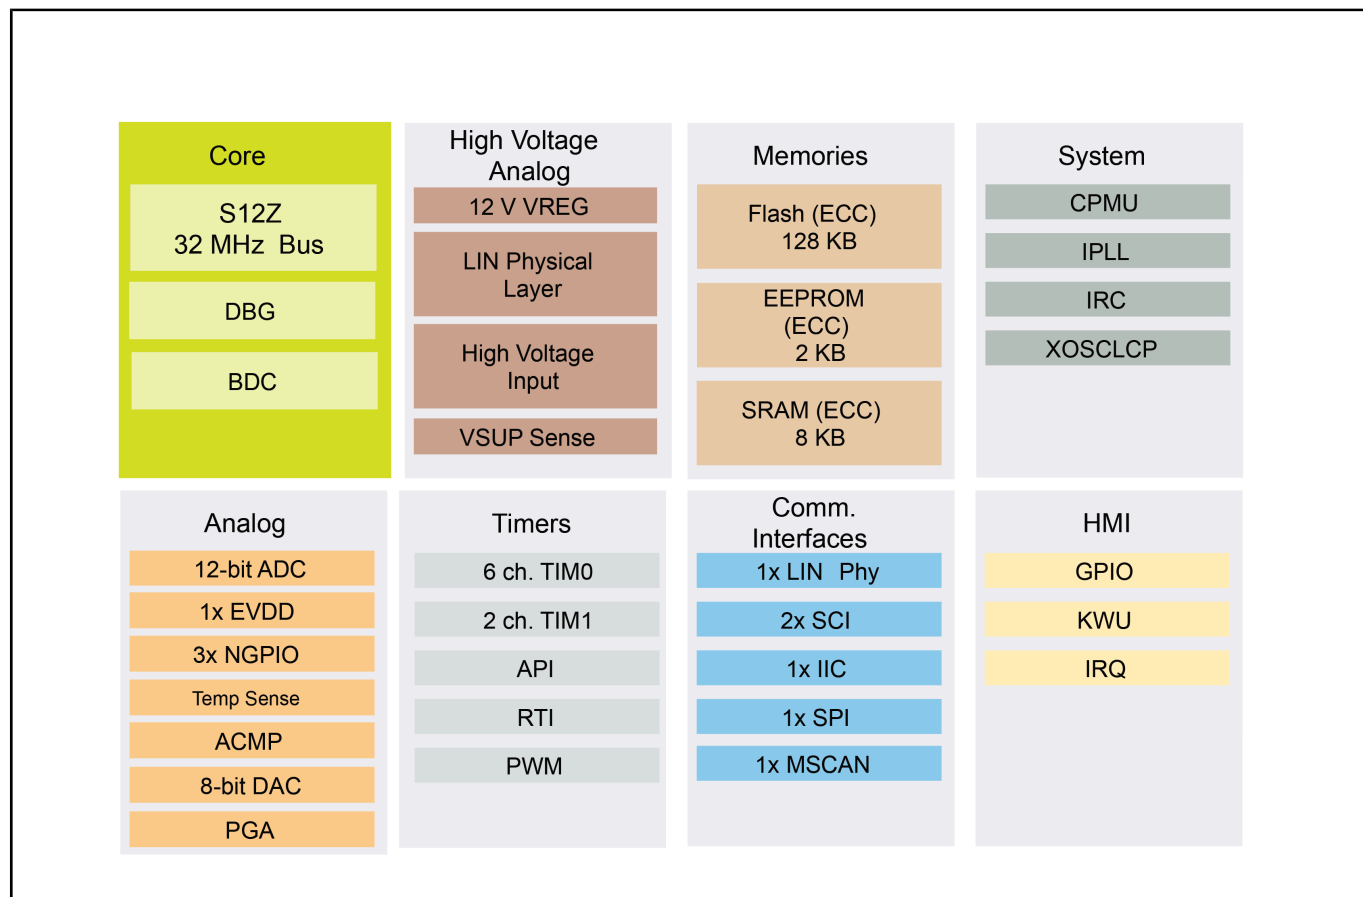 Core
S12Z
32 MHz Bus
DBG
BDC
High Voltage
Analog
12 V VREG
LIN Physical
Layer
High Voltage
Input
VSUP Sense
Memories
Flash (ECC)
128 KB
EEPROM
(ECC)
2 KB
SRAM (ECC)
8 KB
System
CPMU
IPLL
IRC
XOSCLCP
Analog
12-bit ADC
1x EVDD
3x NGPIO
Temp Sense
ACMP
8-bit DAC
PGA
Timers
6 ch. TIM0
2 ch. TIM1
API
RTI
PWM
Comm.
Interfaces
1x LIN Phy
2x SCI
1x IIC
1x SPI
1x MSCAN
HMI
GPIO
KWU
IRQ